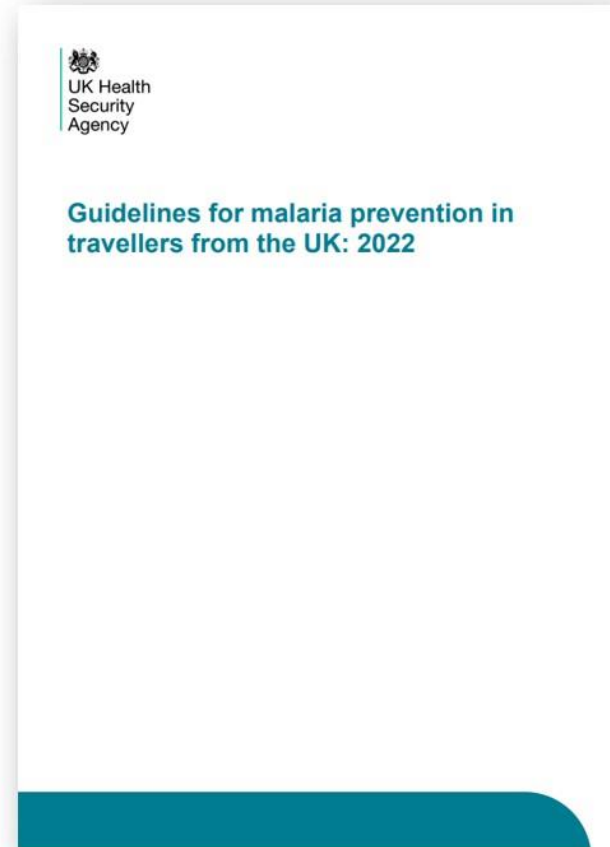 UK Health
Security
Agency
Guidelines for malaria prevention in
travellers from the UK: 2022